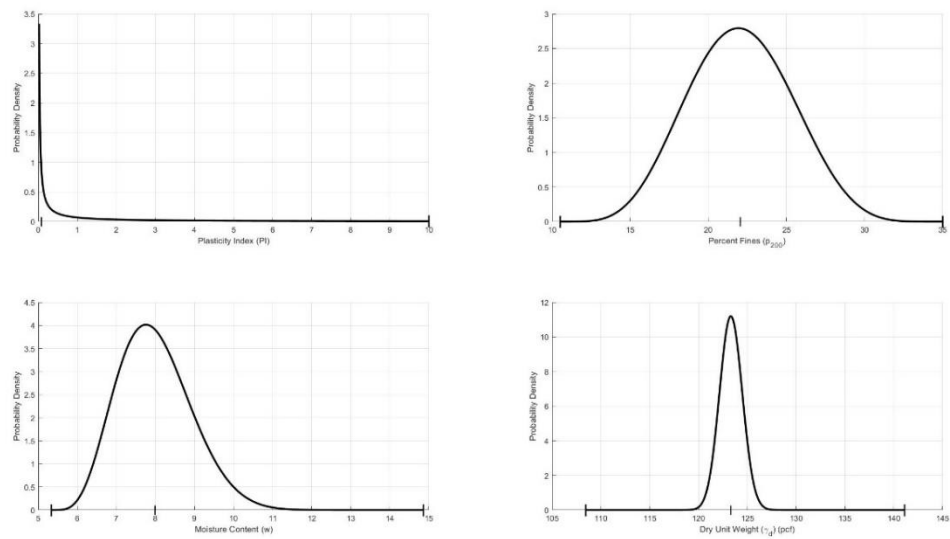 3.5
3
2.5
2
1.5
1
0.5
0
Probability Density
0 1 2 3 4 5 6 7 8 9 10
Plasticity Index (PI)
3
2.5
2
1.5
1
0.5
0
Probability Density
10 15 20 25 30 35
Percent Fines (p200)
4.5
4
3.5
3
2.5
2
1.5
1
0.5
0
Probability Density
5 6 7 8 9 10 11 12 13 14 15
Moisture Content (w)
12
10
8
6
4
2
0
Probability Density
105 110 115 120 125 130 135 140 145
Dry Unit Weight (γd) (pcf)